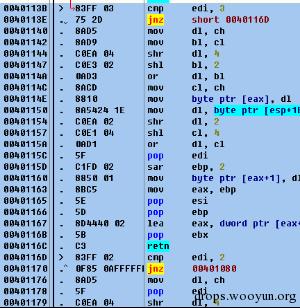 0040113B > 83FF 03 cmp edi, 3
0040113E 75 2D jnz short 0040116D
00401140 . 8AD5 mov dl, ch
00401142 . 8AD9 mov bl, cl
00401144 . C0EA 04 shr dl, 4
00401147 . C0E3 02 shl bl, 2
0040114A . 0AD3 or dl, bl
0040114C . 8ACD mov cl, ch
0040114E . 8810 mov byte ptr [eax], dl
00401150 . 8A5424 1E mov dl, byte ptr [esp+1
00401154 . C0EA 02 shr dl, 2
00401157 . C0E1 04 shl cl, 4
0040115A . 0AD1 or dl, cl
0040115C . 5F pop edi
0040115D . C1FD 02 sar ebp, 2
00401160 . 8850 01 mov byte ptr [eax+1], dl
00401163 . 8BC5 mov eax, ebp
00401165 . 5E pop esi
00401166 . 5D pop ebp
00401167 . 8D4440 02 lea eax, dword ptr [eax
0040116B . 5B pop ebx
0040116C . C3 retn
0040116D > 83FF 02 cmp edi, 2
00401170 .^ 0F85 0AFFFFFF jnz 00401080
00401176 . 8AD5 mov dl, ch
00401178 . 5F pop edi
00401179 . C0EA 04 shr dl, 4
drops.wooyun.org